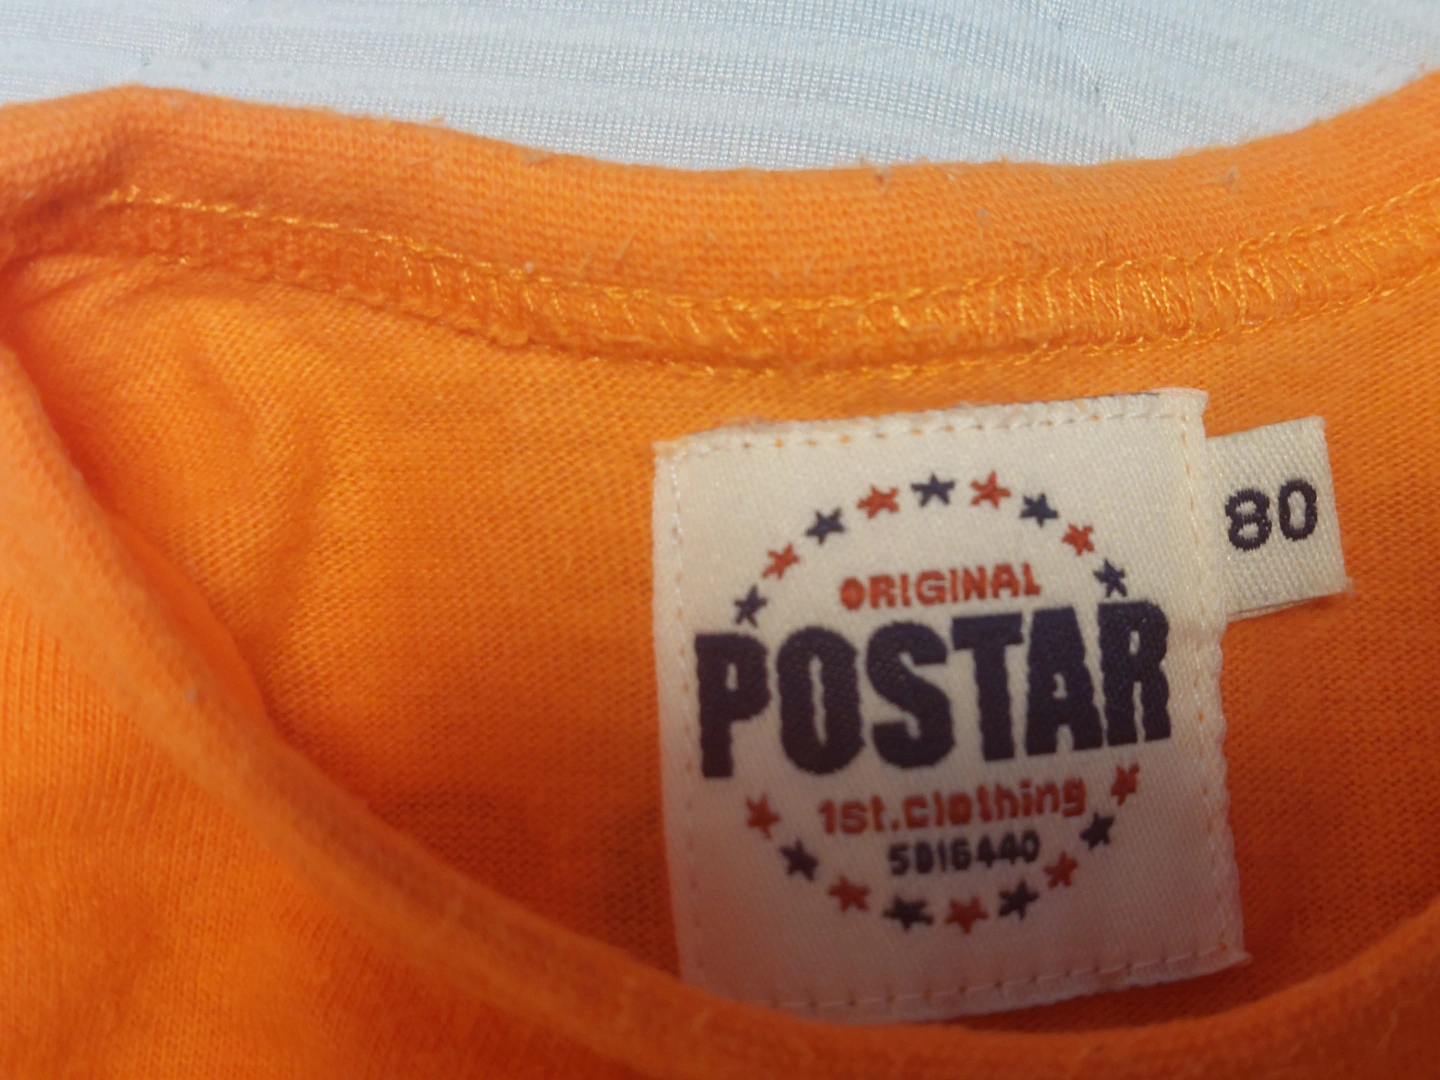 ORIGINAL
POSTAR
1st.clothing
5816440
80